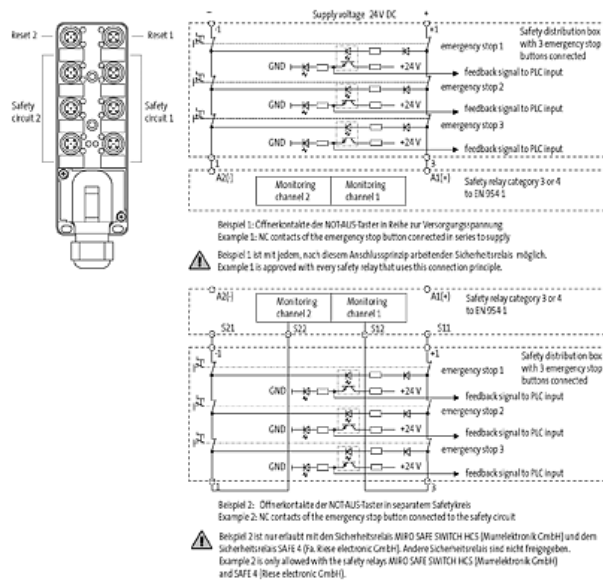 Reset 2
Reset 1
Safety circuit 2
Safety circuit 1
Supply voltage 24V DC
-
+
-1
+1
Safety distribution box
with 3 emergency stop
buttons connected
emergency stop 1
GND
+24 V
feedback signal to PLC input
emergency stop 2
GND
+24 V
feedback signal to PLC input
emergency stop 3
GND
+24 V
feedback signal to PLC input
1
3
A2(-)
A1(+)
Monitoring channel 2
Monitoring channel 1
Safety relay category 3 or 4
to EN 954 1
Beispiel 1: Öffnerkontakte der NOT-AUS-Taster in Reihe zur Versorgungsspannung
Example 1: NC contacts of the emergency stop button connected in series to supply
Beispiel 1 ist mit jedem, nach diesem Anschlussprinzip arbeitenden Sicherheitsrelais möglich.
Example 1 is approved with every safety relay that uses this connection principle.
A2(-)
A1(+)
Monitoring channel 2
Monitoring channel 1
Safety relay category 3 or 4
to EN 954 1
S21
S22
S12
S11
-1
+1
Safety distribution box
with 3 emergency stop
buttons connected
emergency stop 1
GND
+24 V
feedback signal to PLC input
emergency stop 2
GND
+24 V
feedback signal to PLC input
emergency stop 3
GND
+24 V
feedback signal to PLC input
1
3
Beispiel 2: Öffnerkontakte der NOT-AUS-Taster in separatem Sicherheitskreis
Example 2: NC contacts of the emergency stop button connected to the safety circuit
Beispiel 2 ist nur erlaubt mit den Sicherheitsrelais MIRO SAFE SWITCH HCS (Murrelektronik GmbH) und dem
Sicherheitsrelais SAFE 4 (Fa. Riese electronic GmbH). Andere Sicherheitsrelais sind nicht freigegeben.
Example 2 is only allowed with the safety relays MIRO SAFE SWITCH HCS (Murrelektronik GmbH)
and SAFE 4 (Riese electronic GmbH).